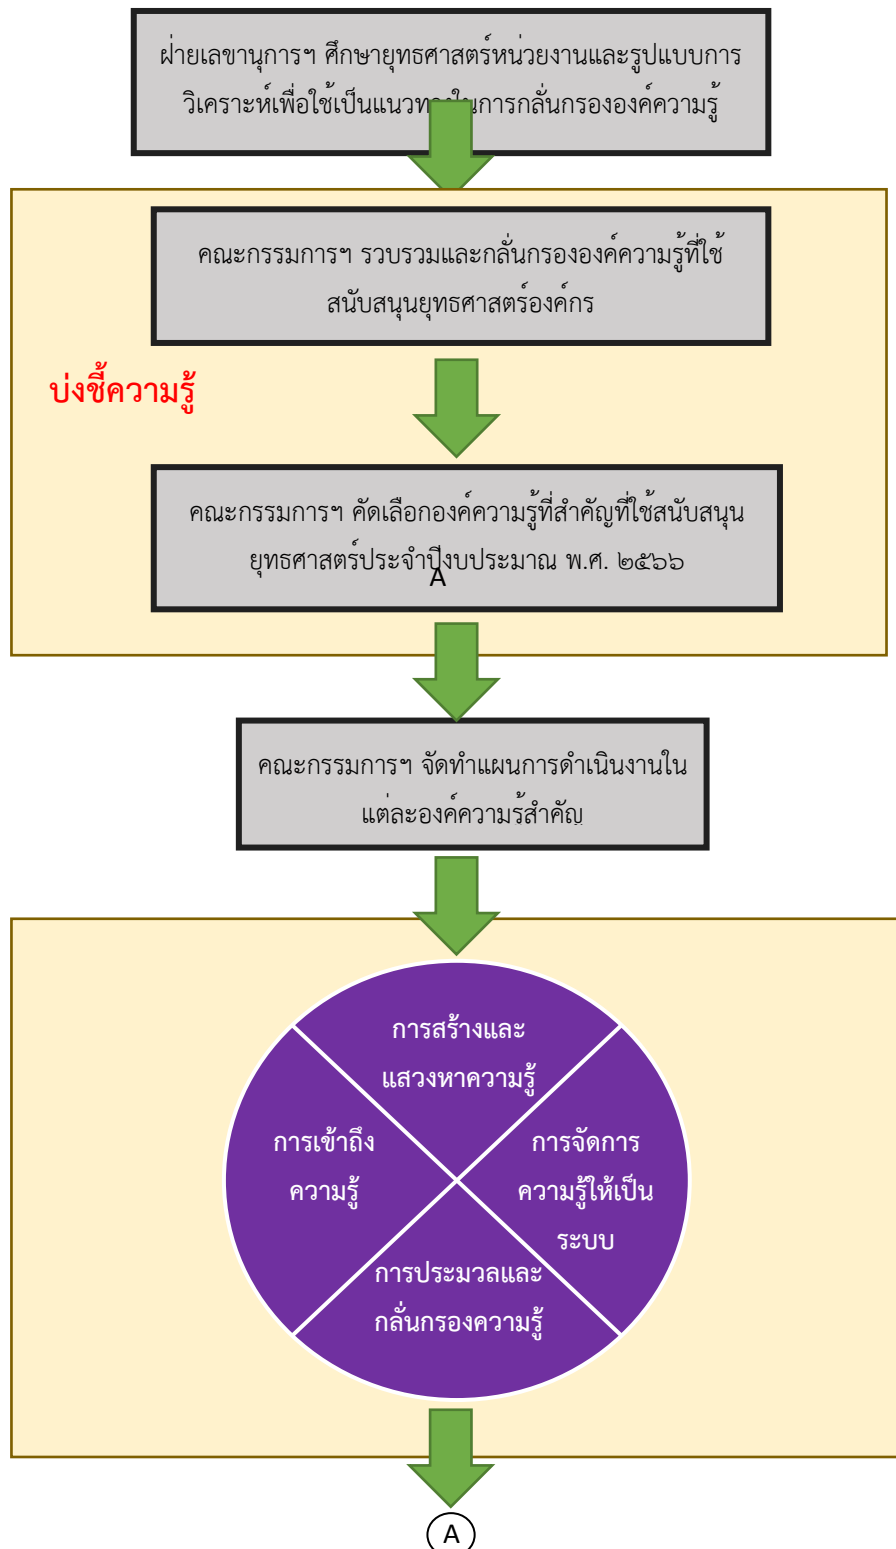 ฝ่ายเลขานุการฯ ศึกษายุทธศาสตร์หน่วยงานและรูปแบบการ
วิเคราะห์เพื่อใช้เป็นแนวทางในการกลั่นกรององค์ความรู้
คณะกรรมการฯ รวบรวมและกลั่นกรององค์ความรู้ที่ใช้
สนับสนุนยุทธศาสตร์องค์กร
บ่งชี้ความรู้
คณะกรรมการฯ คัดเลือกองค์ความรู้ที่สำคัญที่ใช้สนับสนุน
ยุทธศาสตร์ประจำปีงบประมาณ พ.ศ. ๒๕๖๖
A
คณะกรรมการฯ จัดทำแผนการดำเนินงานใน
แต่ละองค์ความรู้สำคัญ
การสร้างและ
แสวงหาความรู้
การเข้าถึง
ความรู้
การจัดการ
ความรู้ให้เป็น
ระบบ
การประมวลและ
กลั่นกรองความรู้
A